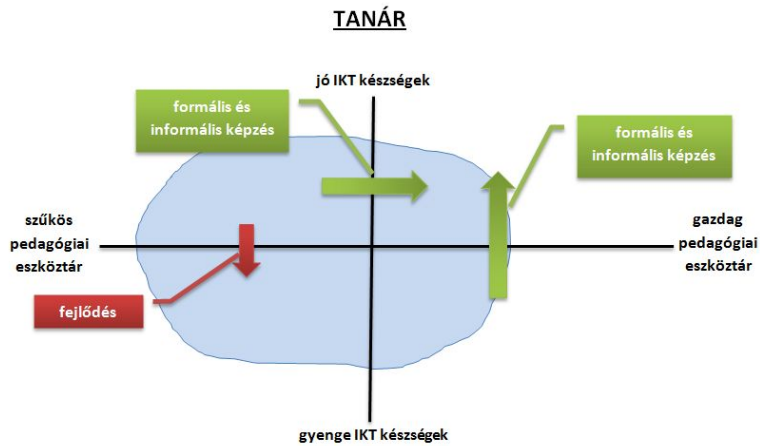 TANÁR
jó IKT készségek
formális és
informális képzés
formális és
informális képzés
szűkös
pedagógiai
eszköztár
gazdag
pedagógiai
eszköztár
fejlődés
gyenge IKT készségek